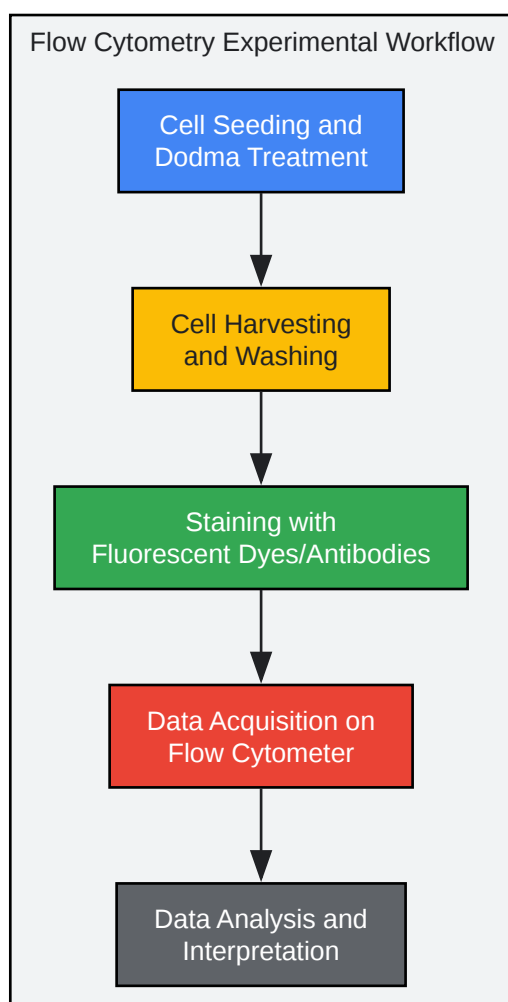 Flow Cytometry Experimental Workflow
Cell Seeding and
Dodma Treatment
Cell Harvesting
and Washing
Staining with
Fluorescent Dyes/Antibodies
Data Acquisition on
Flow Cytometer
Data Analysis and
Interpretation